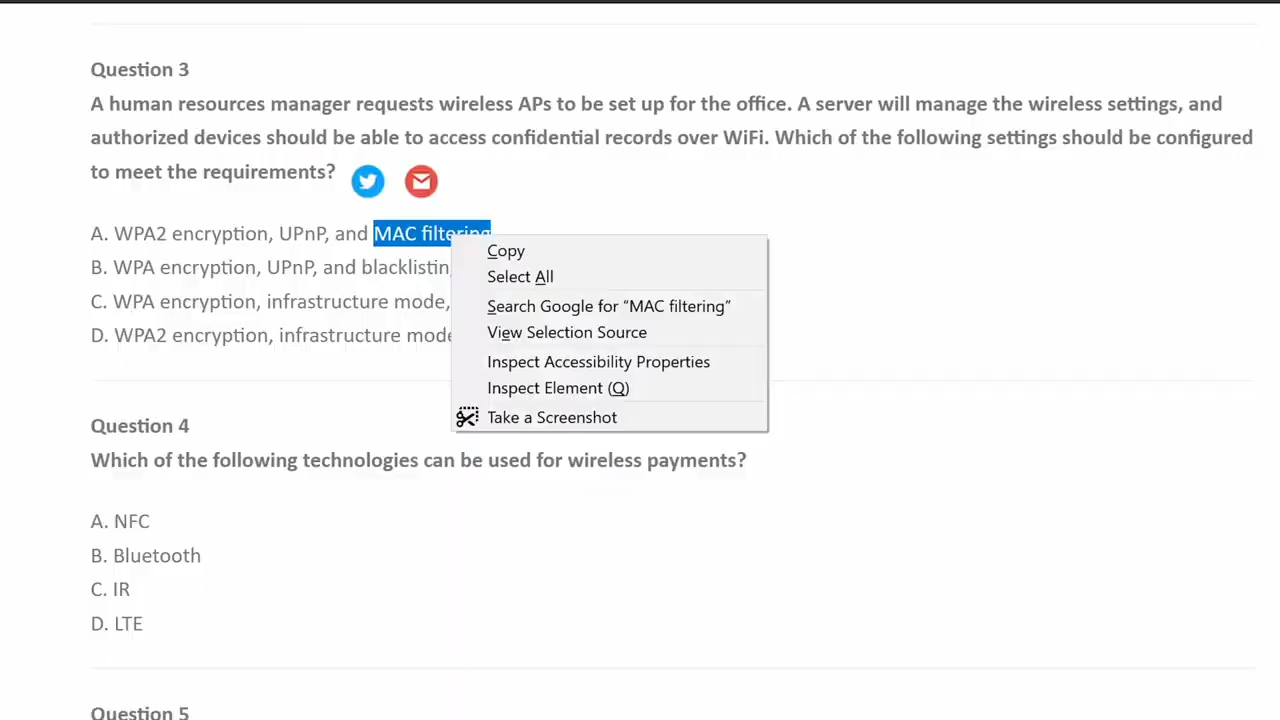 Question 3
A human resources manager requests wireless APs to be set up for the office. A server will manage the wireless settings, and
authorized devices should be able to access confidential records over WiFi. Which of the following settings should be configured
to meet the requirements?
A. WPA2 encryption, UPnP, and MAC filtering
B. WPA encryption, UPnP, and blacklistin
C. WPA encryption, infrastructure mode,
D. WPA2 encryption, infrastructure mod
Copy
Select All
Search Google for “MAC filtering”
View Selection Source
Inspect Accessibility Properties
Inspect Element (Q)
Take a Screenshot
Question 4
Which of the following technologies can be used for wireless payments?
A. NFC
B. Bluetooth
C. IR
D. LTE
Question 5